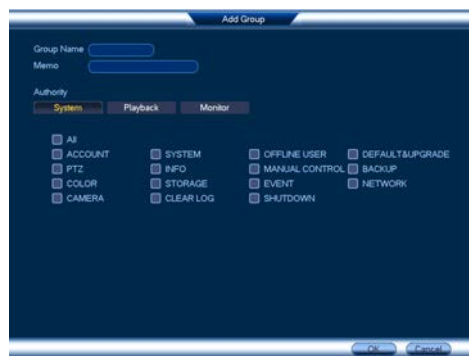 Add Group
Group Name
Memo
Authority
System Playback Monitor
All
ACCOUNT SYSTEM OFFLINE USER DEFAULT&UPGRADE
PTZ INFO MANUAL CONTROL BACKUP
COLOR STORAGE EVENT NETWORK
CAMERA CLEAR LOG SHUTDOWN
OK Cancel